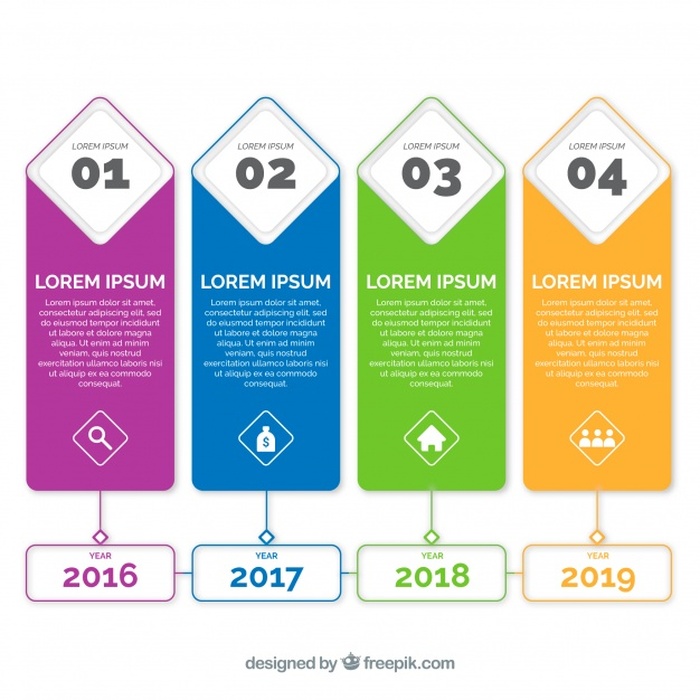 LOREM IPSUM
01
LOREM IPSUM
Lorem ipsum dolor sit amet,
consectetur adipiscing elit, sed
do eiusmod tempor incididunt
ut labore et dolore magna
aliqua. Ut enim ad minim
veniam, quis nostrud
exercitation ullamco laboris nisi
ut aliquip ex ea commodo
consequat.
YEAR
2016
LOREM IPSUM
02
LOREM IPSUM
Lorem ipsum dolor sit amet,
consectetur adipiscing elit, sed
do eiusmod tempor incididunt
ut labore et dolore magna
aliqua. Ut enim ad minim
veniam, quis nostrud
exercitation ullamco laboris nisi
ut aliquip ex ea commodo
consequat.
$
YEAR
2017
LOREM IPSUM
03
LOREM IPSUM
Lorem ipsum dolor sit amet,
consectetur adipiscing elit, sed
do eiusmod tempor incididunt
ut labore et dolore magna
aliqua. Ut enim ad minim
veniam, quis nostrud
exercitation ullamco laboris nisi
ut aliquip ex ea commodo
consequat.
YEAR
2018
LOREM IPSUM
04
LOREM IPSUM
Lorem ipsum dolor sit amet,
consectetur adipiscing elit, sed
do eiusmod tempor incididunt
ut labore et dolore magna
aliqua. Ut enim ad minim
veniam, quis nostrud
exercitation ullamco laboris nisi
ut aliquip ex ea commodo
consequat.
YEAR
2019
designed by freepik.com